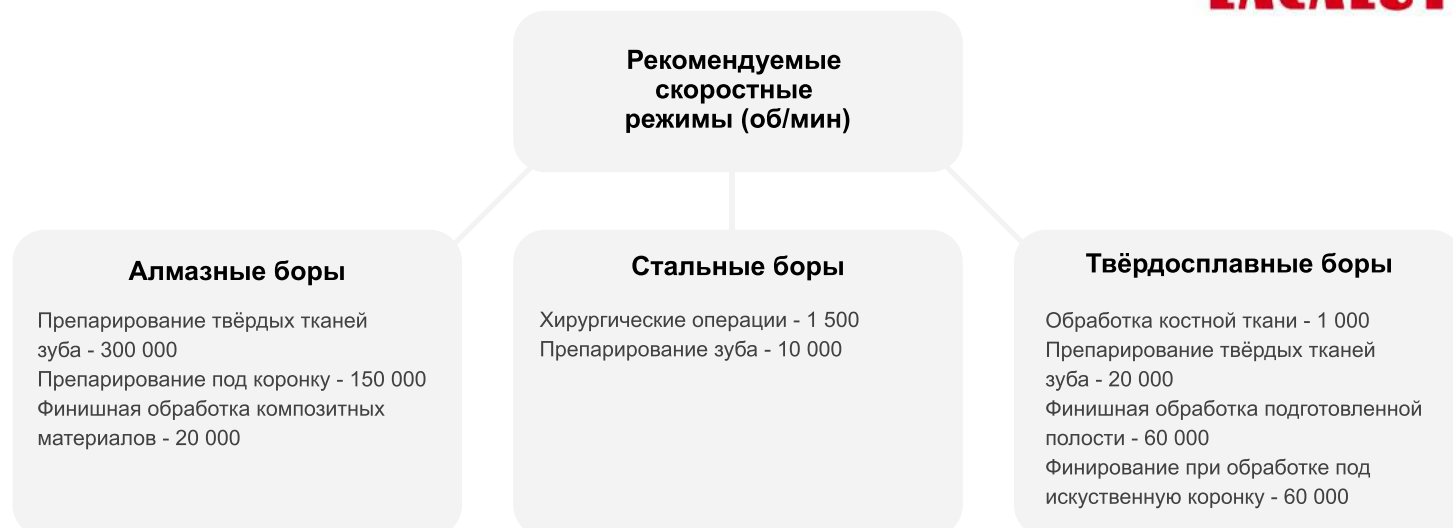 Рекомендуемые
скоростные
режимы (об/мин)
Алмазные боры
Препарирование твёрдых тканей
зуба - 300 000
Препарирование под коронку - 150 000
Финишная обработка композитных
материалов - 20 000
Стальные боры
Хирургические операции - 1 500
Препарирование зуба - 10 000
Твёрдосплавные боры
Обработка костной ткани - 1 000
Препарирование твёрдых тканей
зуба - 20 000
Финишная обработка подготовленной
полости - 60 000
Финирование при обработке под
искуственную коронку - 60 000